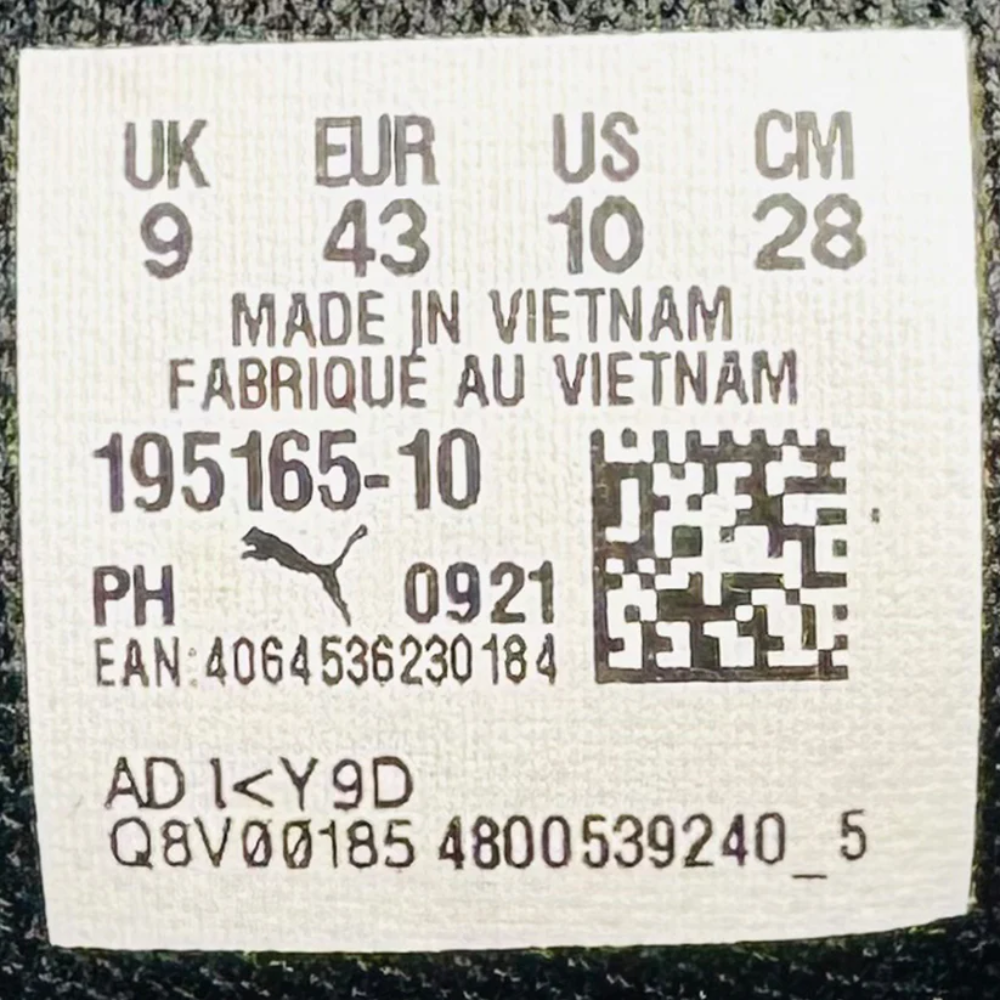 UK EUR US CM
9 43 10 28
MADE IN VIETNAM
FABRIQUÉ AU VIETNAM
195165-10
PH 0921
EAN:4064536230184
AD1<Y9D
Q8V00185 4800539240_5